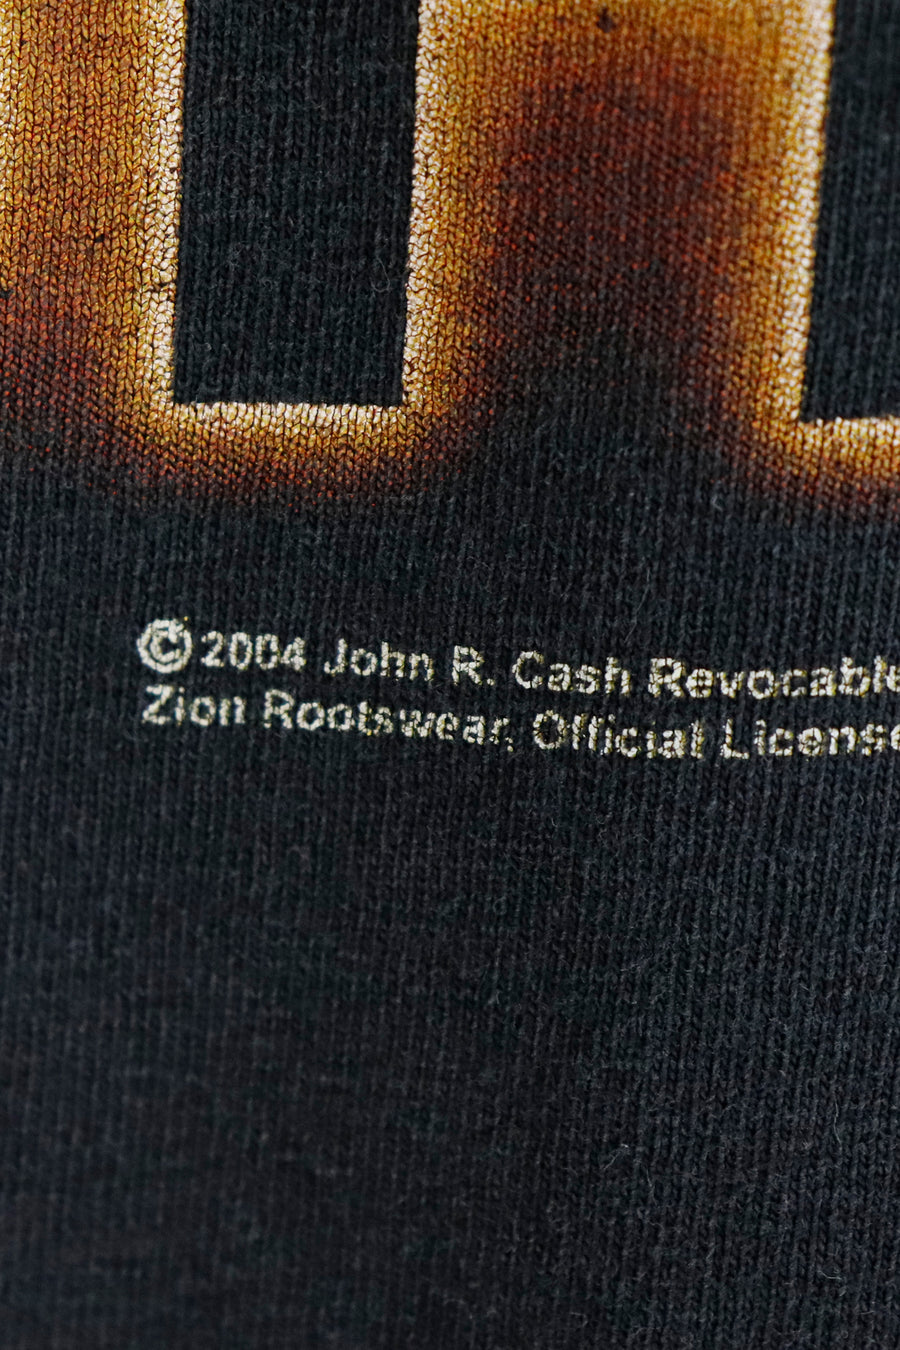 © 2004 John R. Cash Revocable
Zion Rootswear, Official License